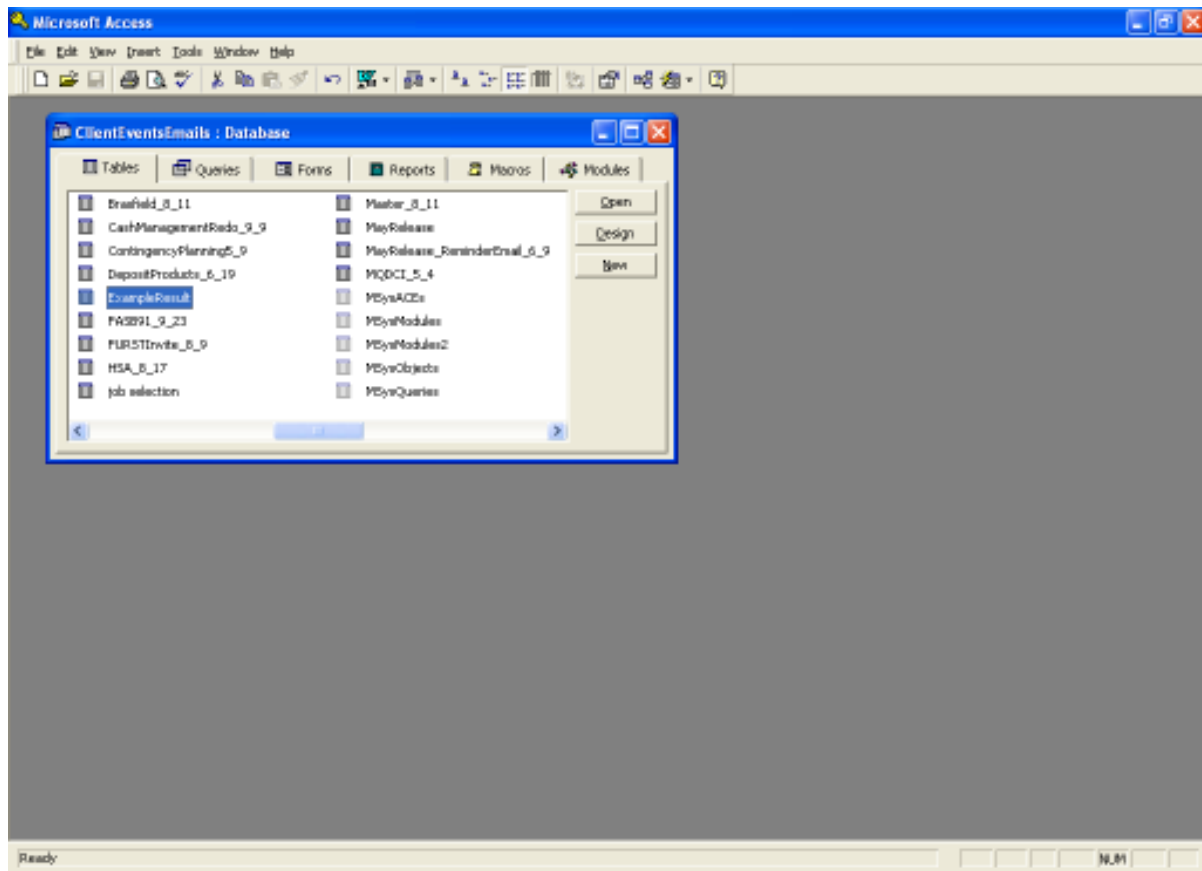 Microsoft Access
File Edit View Insert Tools Window Help
ClientEventsEmails : Database
Tables Queries Forms Reports Macros Modules
Brasfield_8_11 Master_8_11 Open
CashManagementRedo_9_9 MayRelease Design
ContingencyPlanning5_9 MayRelease_ReminderEmail_6_9 New
DepositProducts_6_19 MQDCI_5_4
ExampleResult MSysACEs
FASB91_9_23 MSysModules
FURSTInvite_8_9 MSysModules2
HSA_8_17 MSysObjects
job selection MSysQueries
Ready NUM